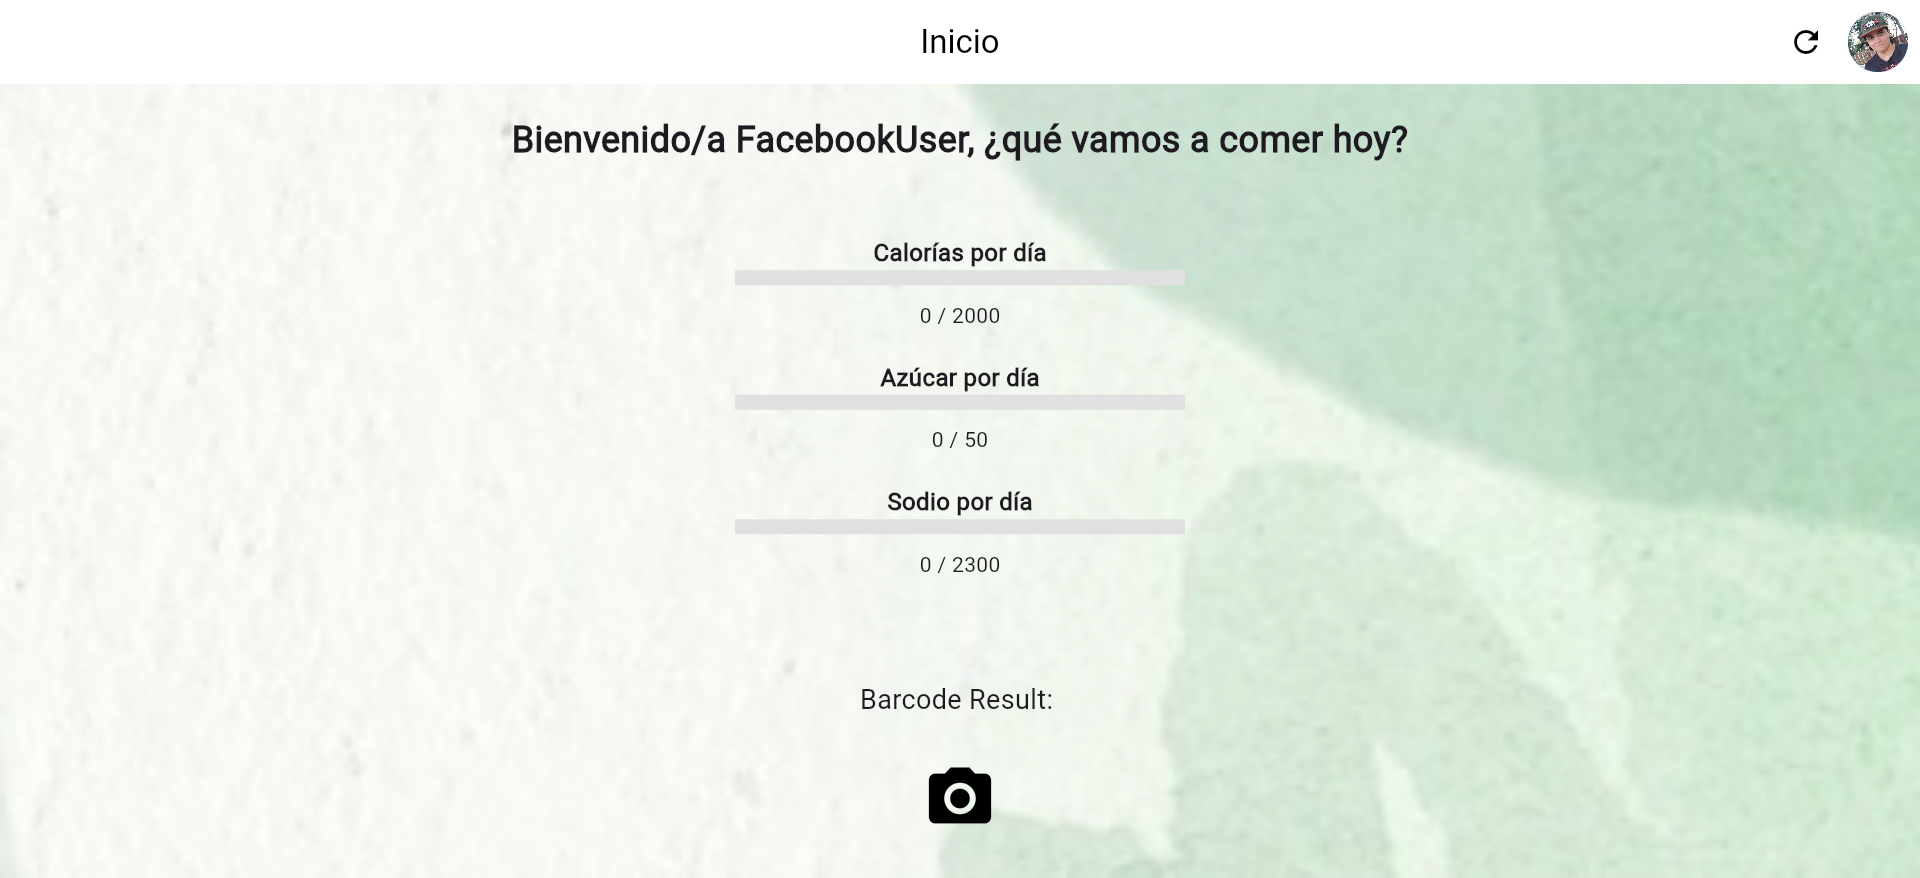 Inicio
Bienvenido/a FacebookUser, ¿qué vamos a comer hoy?
Calorías por día
0 / 2000
Azúcar por día
0 / 50
Sodio por día
0 / 2300
Barcode Result: